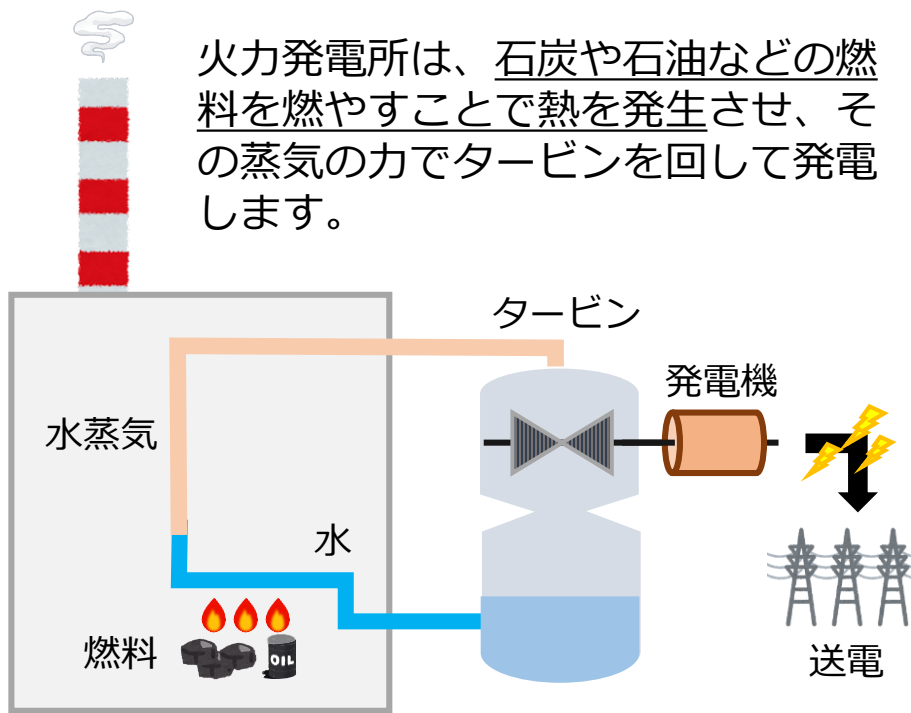 火力発電所は、石炭や石油などの燃
料を燃やすことで熱を発生させ、そ
の蒸気の力でタービンを回して発電
します。
タービン
発電機
水蒸気
水
燃料
OIL
送電